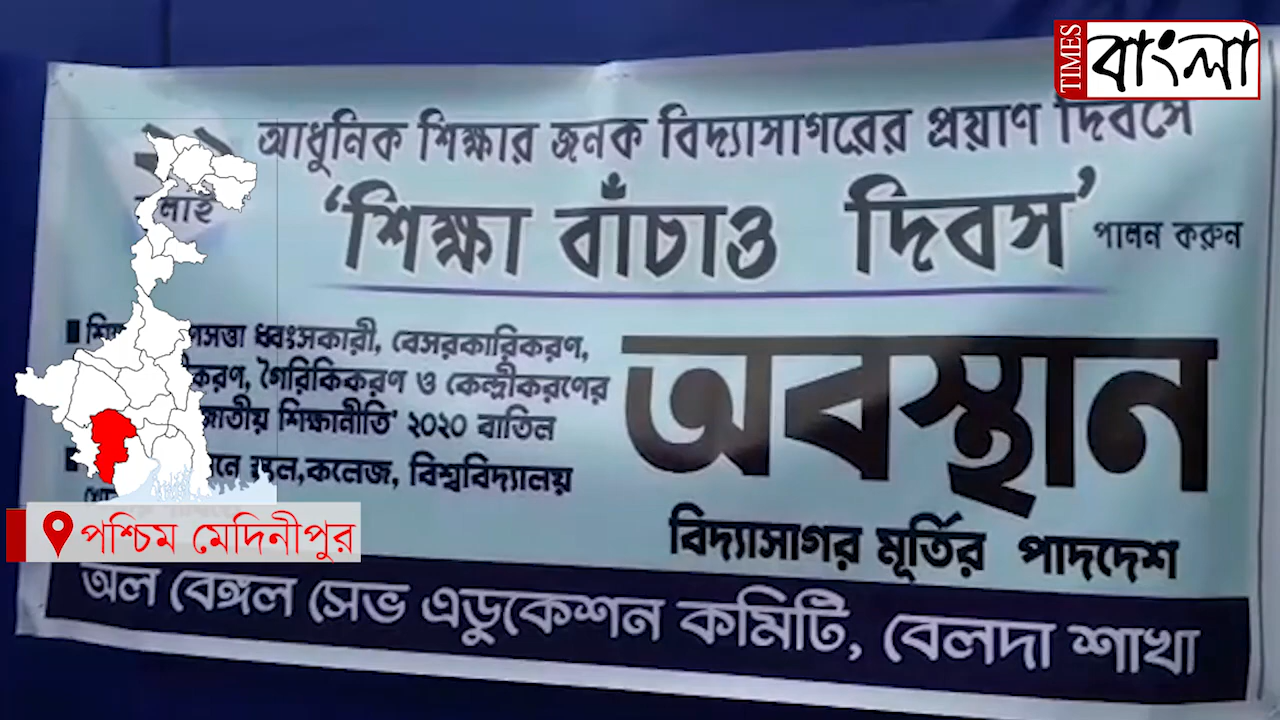 TIMES বাংলা
আধুনিক শিক্ষার জনক বিদ্যাসাগরের প্রয়াণ দিবসে
'শিক্ষা বাঁচাও দিবস' পালন করুন
ধ্বংসকারী, বেসরকারিকরণ,
গৈরিকিকরণ ও কেন্দ্রীকরণের
শিক্ষানীতি' ২০২০ বাতিল
কলেজ, বিশ্ববিদ্যালয়
অবস্থান
বিদ্যাসাগর মূর্তির পাদদেশ
পশ্চিম মেদিনীপুর
অল বেঙ্গল সেভ এডুকেশন কমিটি, বেলদা শাখা